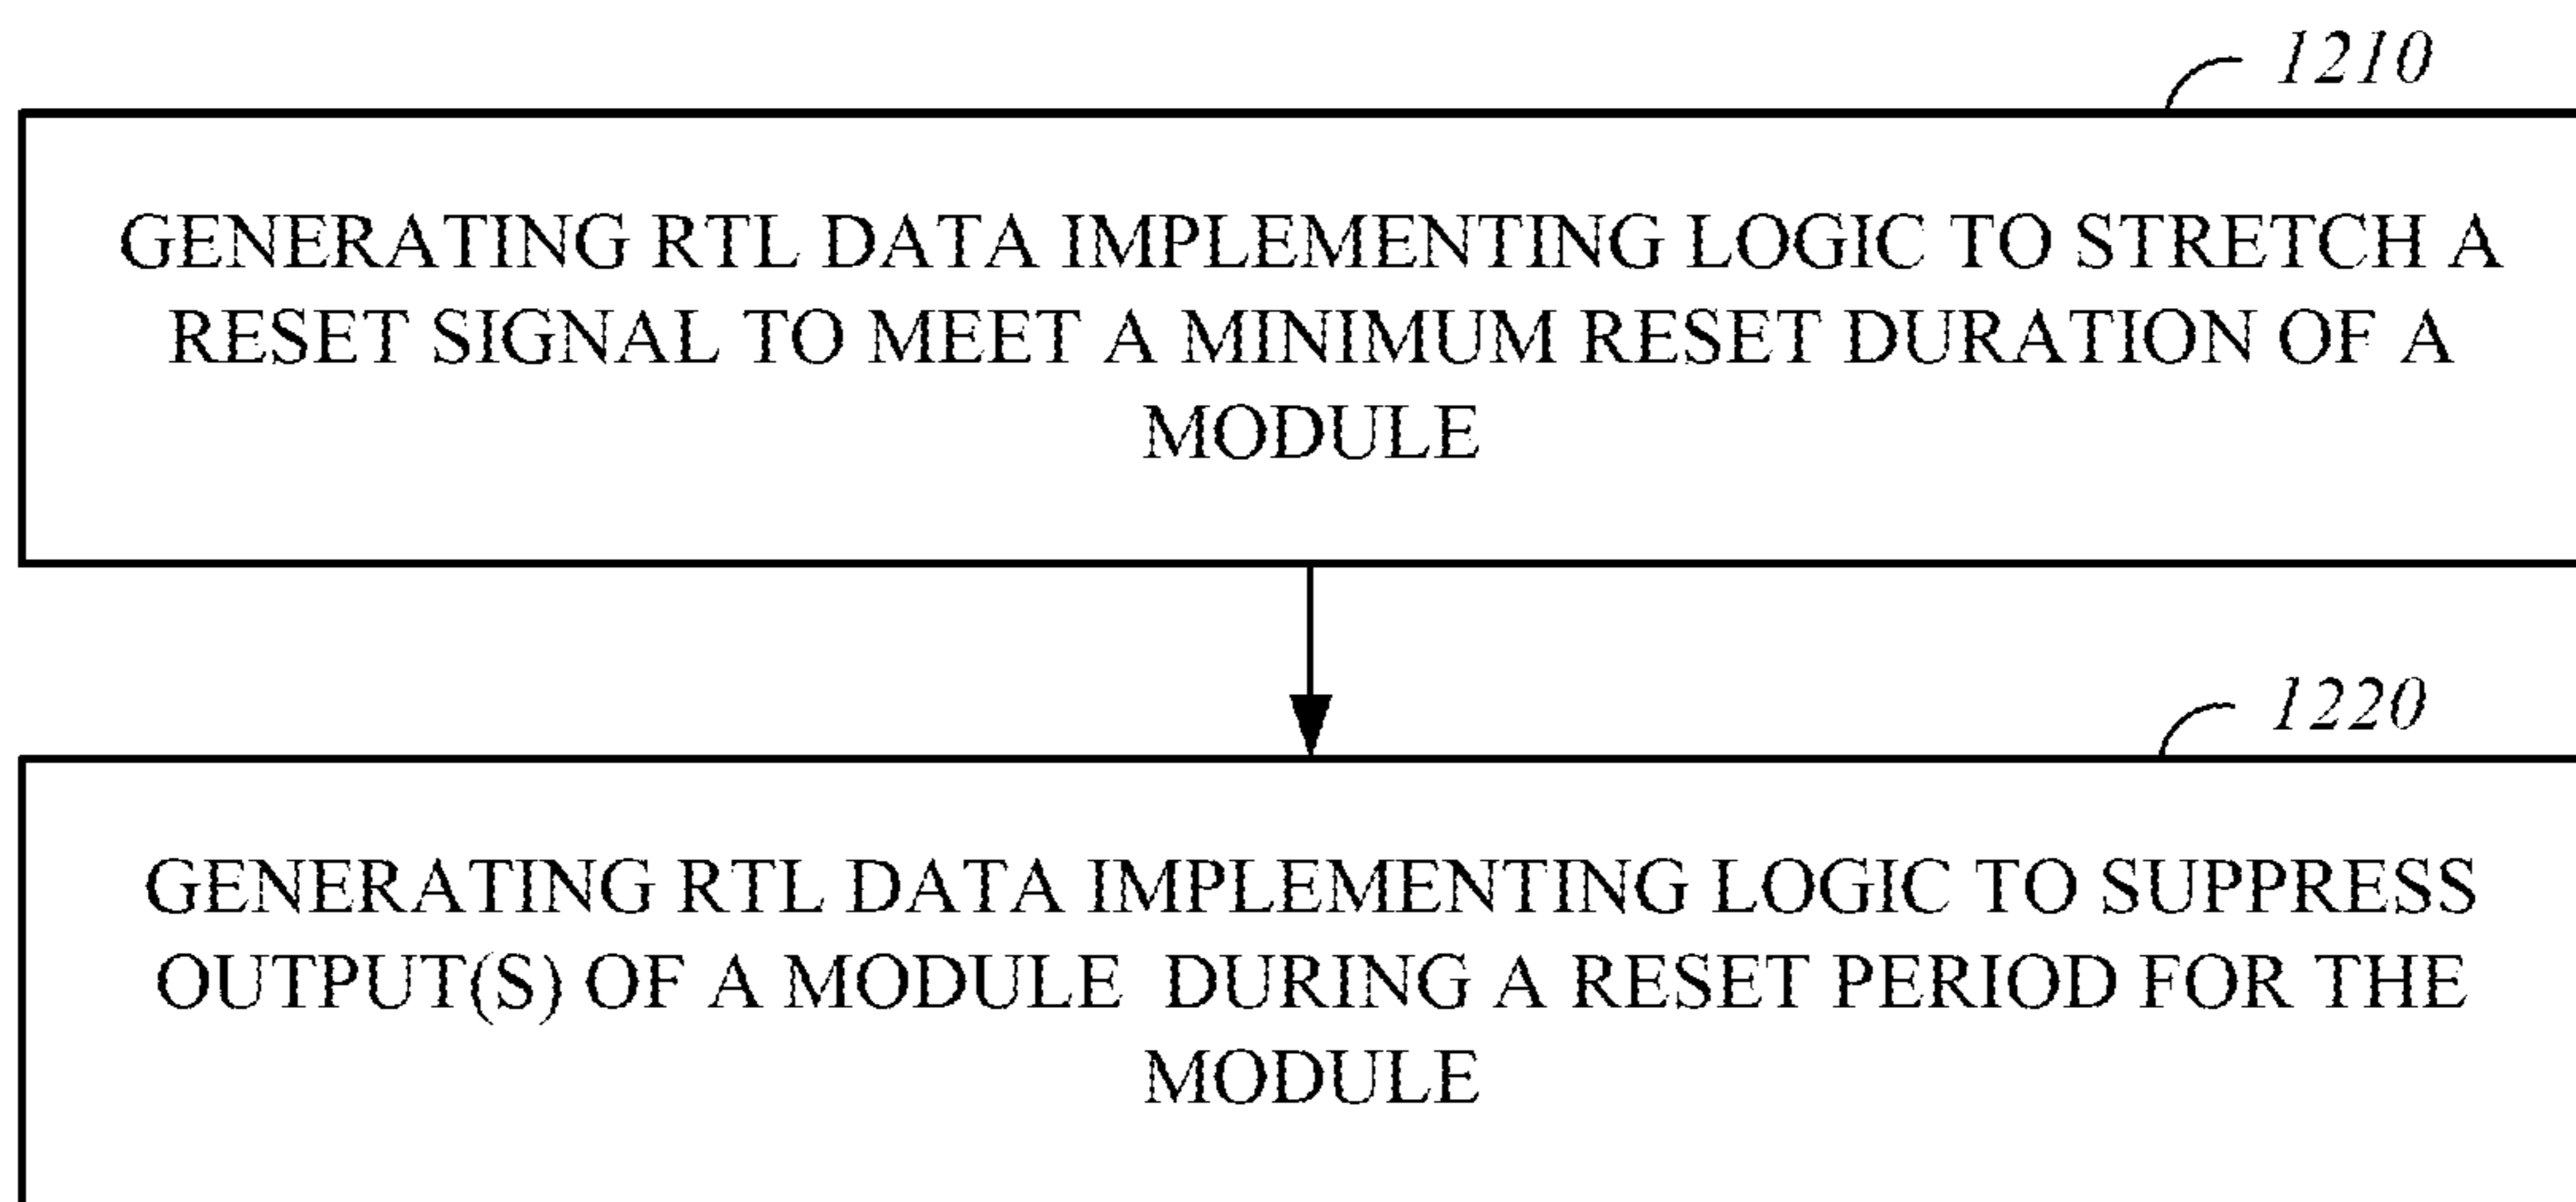 1210
GENERATING RTL DATA IMPLEMENTING LOGIC TO STRETCH A
RESET SIGNAL TO MEET A MINIMUM RESET DURATION OF A
MODULE
1220
GENERATING RTL DATA IMPLEMENTING LOGIC TO SUPPRESS
OUTPUT(S) OF A MODULE DURING A RESET PERIOD FOR THE
MODULE